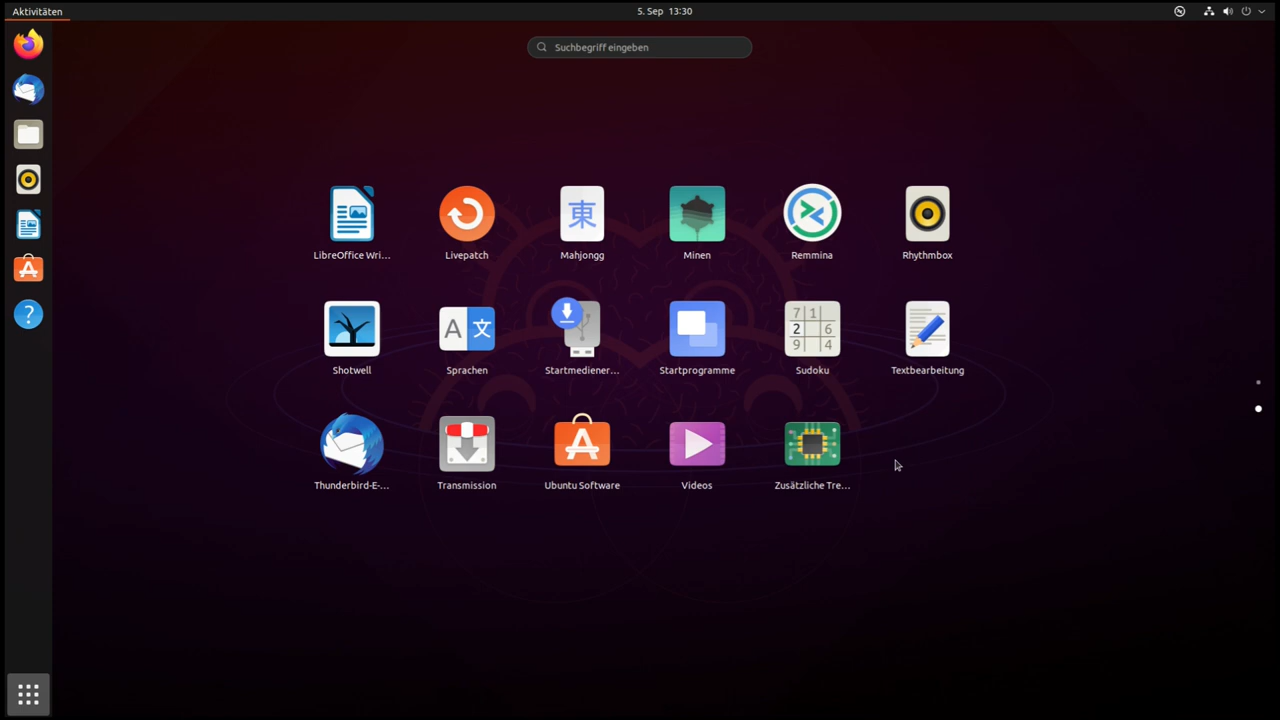 Aktivitäten
5. Sep 13:30
Suchbegriff eingeben
LibreOffice Wri...
Livepatch
Mahjongg
Minen
Remmina
Rhythmbox
Shotwell
Sprachen
Startmediener...
Startprogramme
Sudoku
Textbearbeitung
Thunderbird-E-...
Transmission
Ubuntu Software
Videos
Zusätzliche Tre...